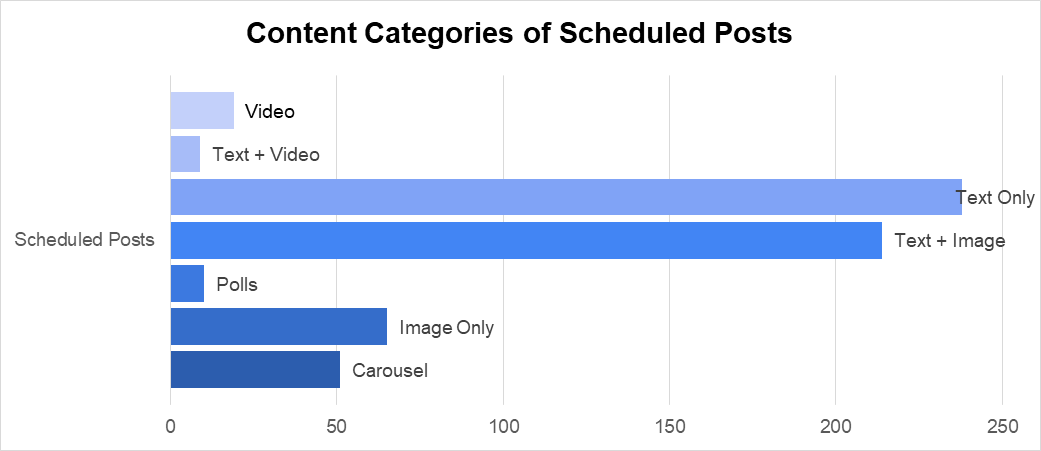 Content Categories of Scheduled Posts
Video
Text + Video
Text Only
Scheduled Posts
Text + Image
Polls
Image Only
Carousel
0 50 100 150 200 250